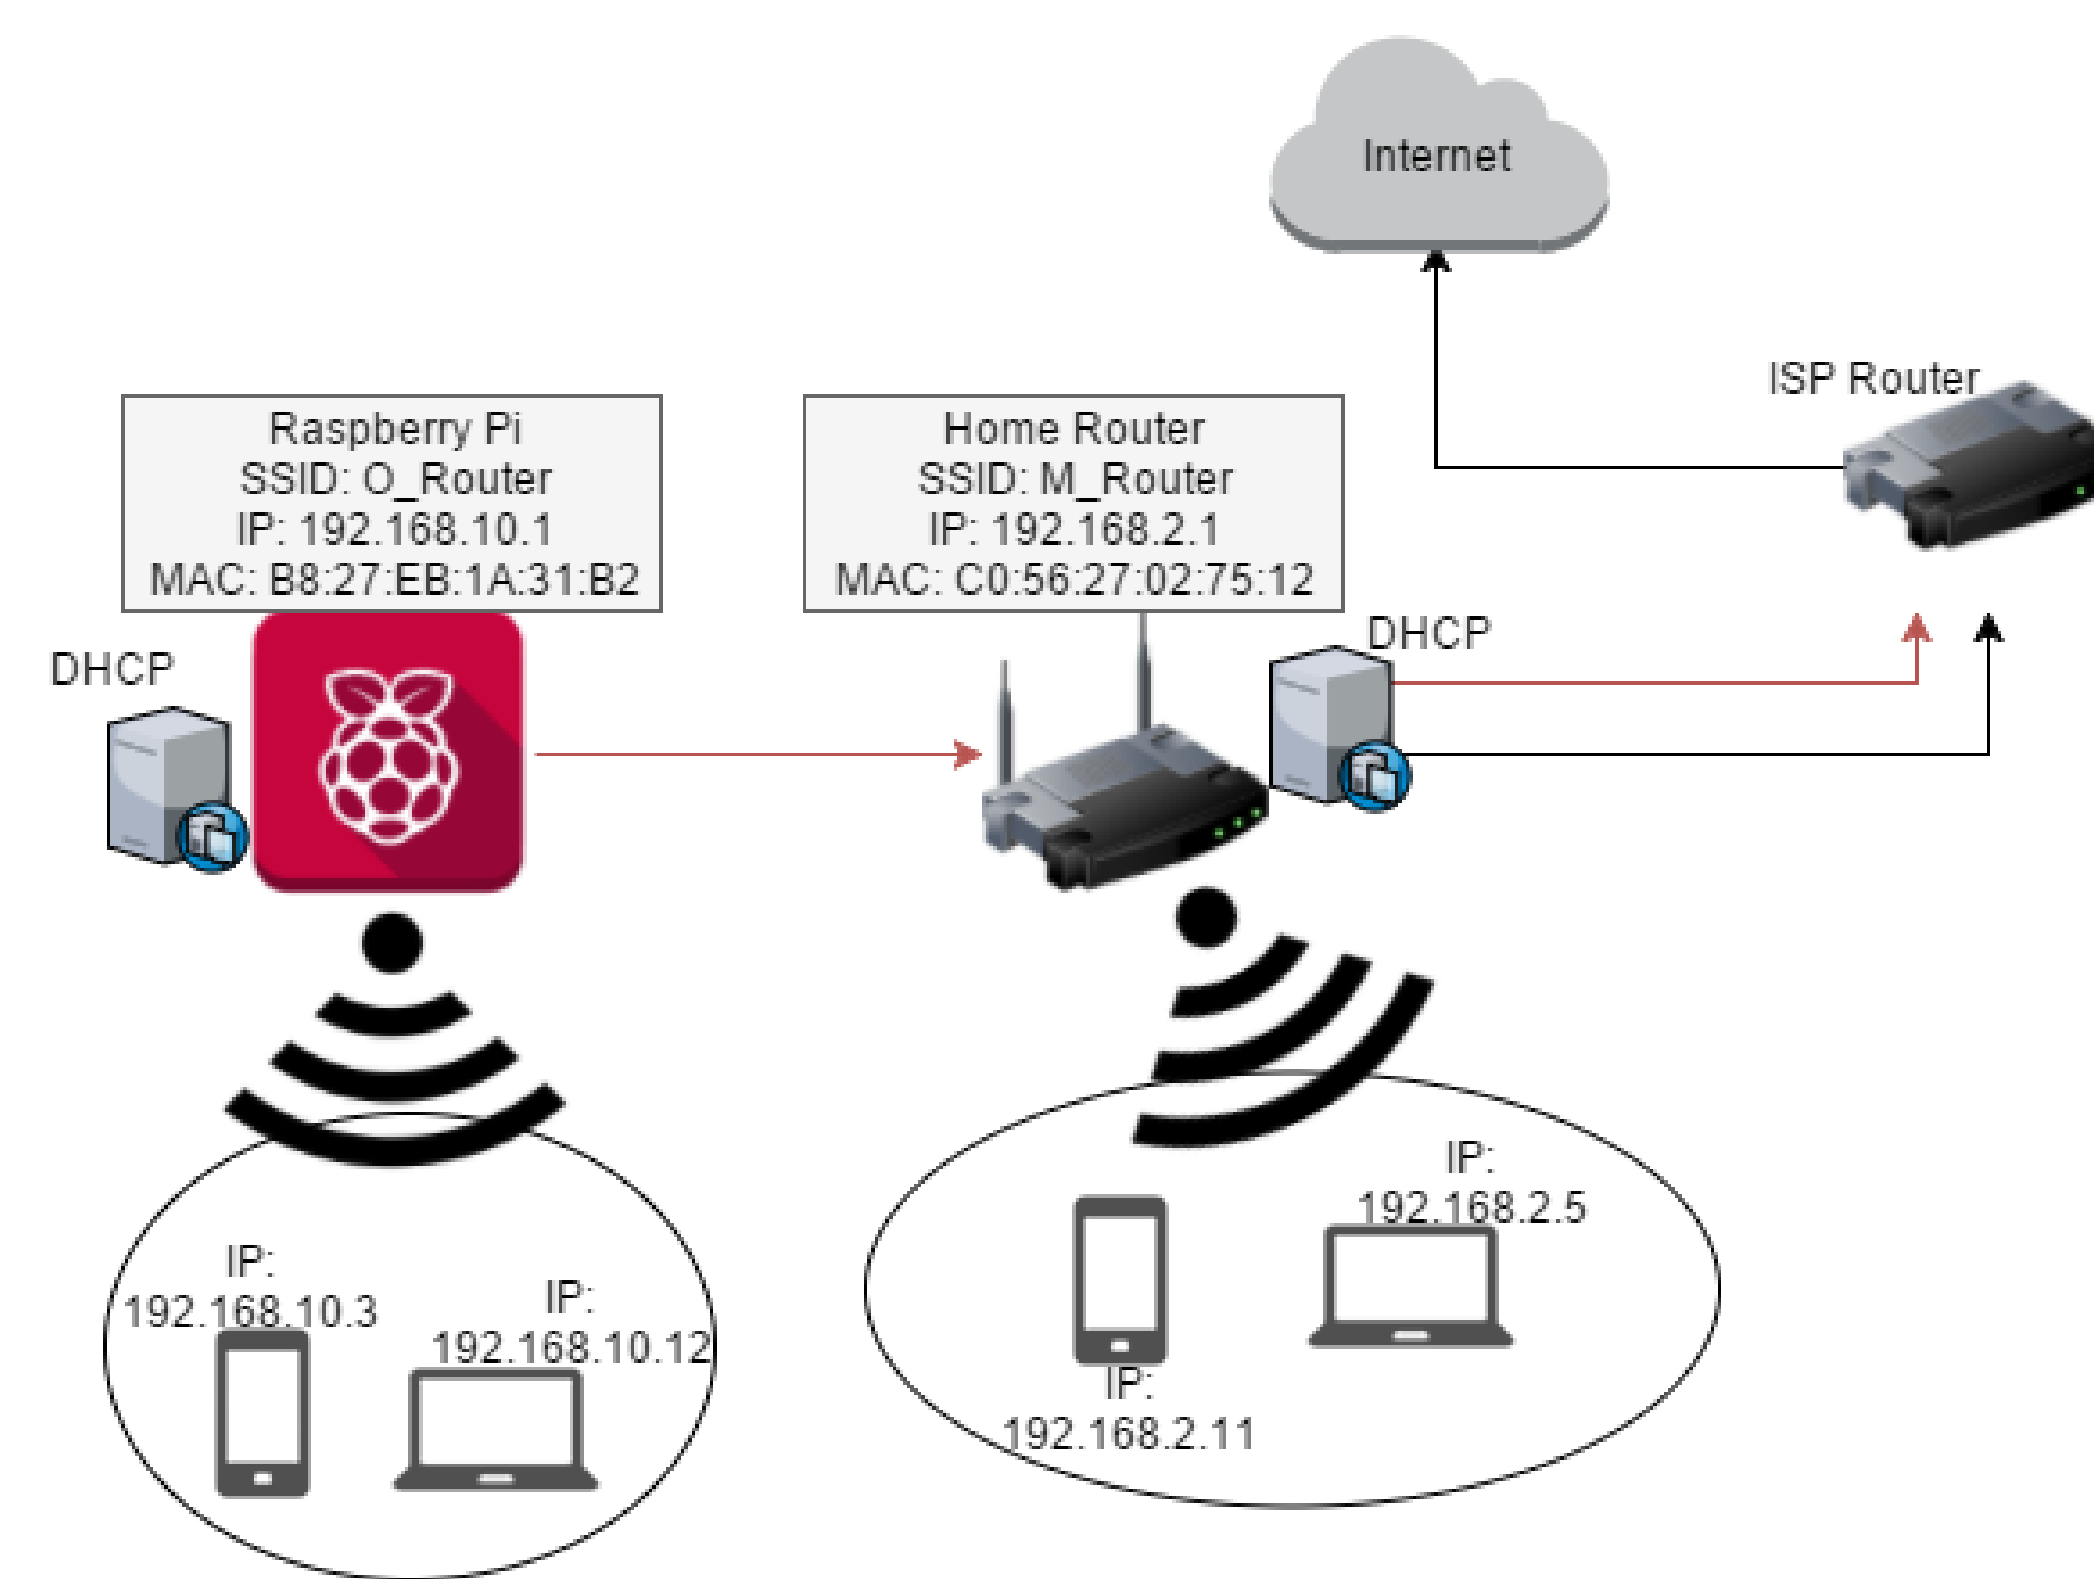 Internet
ISP Router
Raspberry Pi
SSID: O_Router
IP: 192.168.10.1
MAC: B8:27:EB:1A:31:B2
Home Router
SSID: M_Router
IP: 192.168.2.1
MAC: C0:56:27:02:75:12
DHCP
DHCP
IP:
192.168.10.3
IP:
192.168.10.12
IP:
192.168.2.5
IP:
192.168.2.11